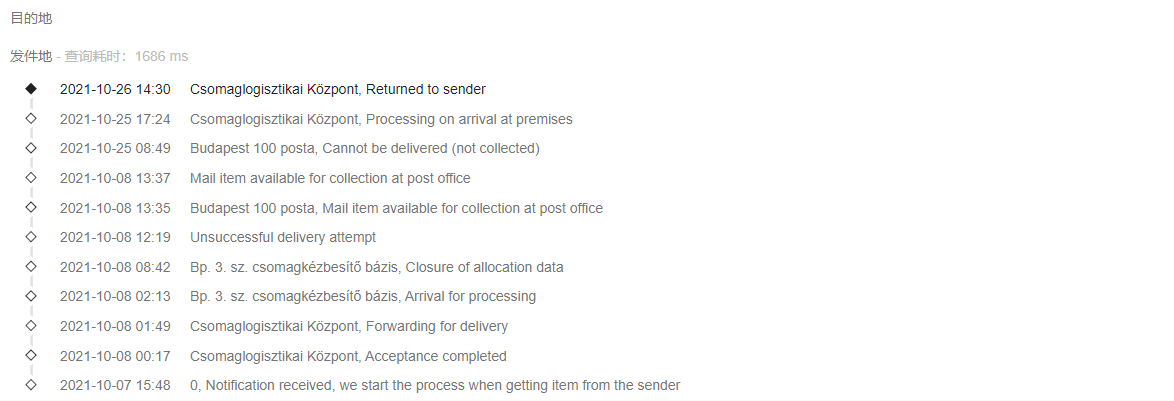 目的地
发件地 - 查询耗时：1686 ms
2021-10-26 14:30 Csomaglogisztikai Központ, Returned to sender
2021-10-25 17:24 Csomaglogisztikai Központ, Processing on arrival at premises
2021-10-25 08:49 Budapest 100 posta, Cannot be delivered (not collected)
2021-10-08 13:37 Mail item available for collection at post office
2021-10-08 13:35 Budapest 100 posta, Mail item available for collection at post office
2021-10-08 12:19 Unsuccessful delivery attempt
2021-10-08 08:42 Bp. 3. sz. csomagkézbesítő bázis, Closure of allocation data
2021-10-08 02:13 Bp. 3. sz. csomagkézbesítő bázis, Arrival for processing
2021-10-08 01:49 Csomaglogisztikai Központ, Forwarding for delivery
2021-10-08 00:17 Csomaglogisztikai Központ, Acceptance completed
2021-10-07 15:48 0, Notification received, we start the process when getting item from the sender